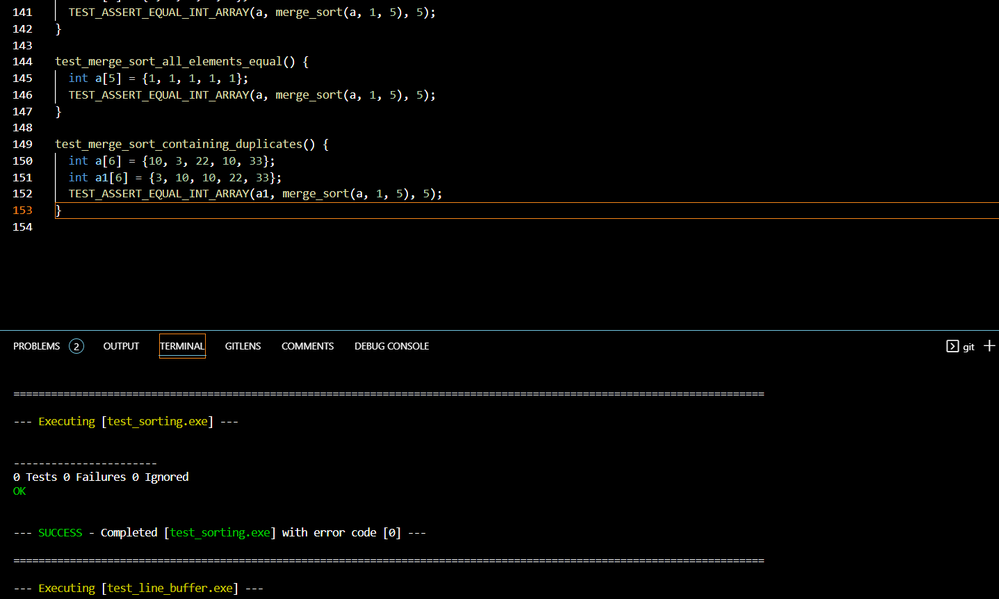 141 TEST_ASSERT_EQUAL_INT_ARRAY(a, merge_sort(a, 1, 5), 5);
142 }
143
144 test_merge_sort_all_elements_equal() {
145 int a[5] = {1, 1, 1, 1, 1};
146 TEST_ASSERT_EQUAL_INT_ARRAY(a, merge_sort(a, 1, 5), 5);
147 }
148
149 test_merge_sort_containing_duplicates() {
150 int a[6] = {10, 3, 22, 10, 33};
151 int a1[6] = {3, 10, 10, 22, 33};
152 TEST_ASSERT_EQUAL_INT_ARRAY(a1, merge_sort(a, 1, 5), 5);
153 }
154
PROBLEMS 2 OUTPUT TERMINAL GITLENS COMMENTS DEBUG CONSOLE git +
========================================================================================================================
--- Executing [test_sorting.exe] ---
-----------------------
0 Tests 0 Failures 0 Ignored
OK
--- SUCCESS - Completed [test_sorting.exe] with error code [0] ---
========================================================================================================================
--- Executing [test_line_buffer.exe] ---